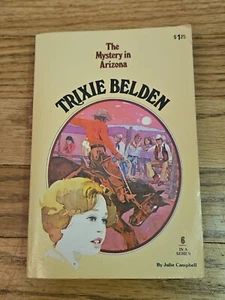 $1.25
The
Mystery in
Arizona
TRIXIE BELDEN
6
IN A
SERIES
By Julie Campbell